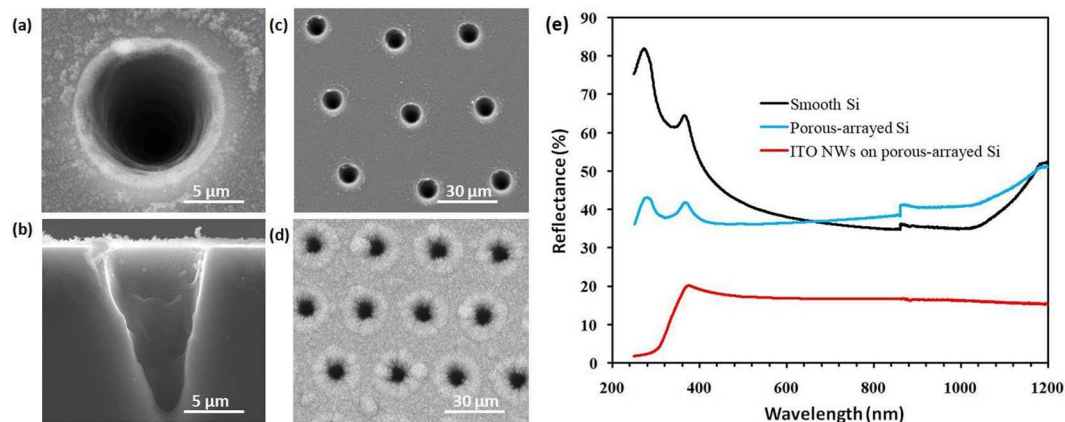 (a)
5 μm
(b)
5 μm
(c)
30 μm
(d)
30 μm
(e)
90
80
70
60
50
40
30
20
10
0
Reflectance (%)
Smooth Si
Porous-arrayed Si
ITO NWs on porous-arrayed Si
200 400 600 800 1000 1200
Wavelength (nm)